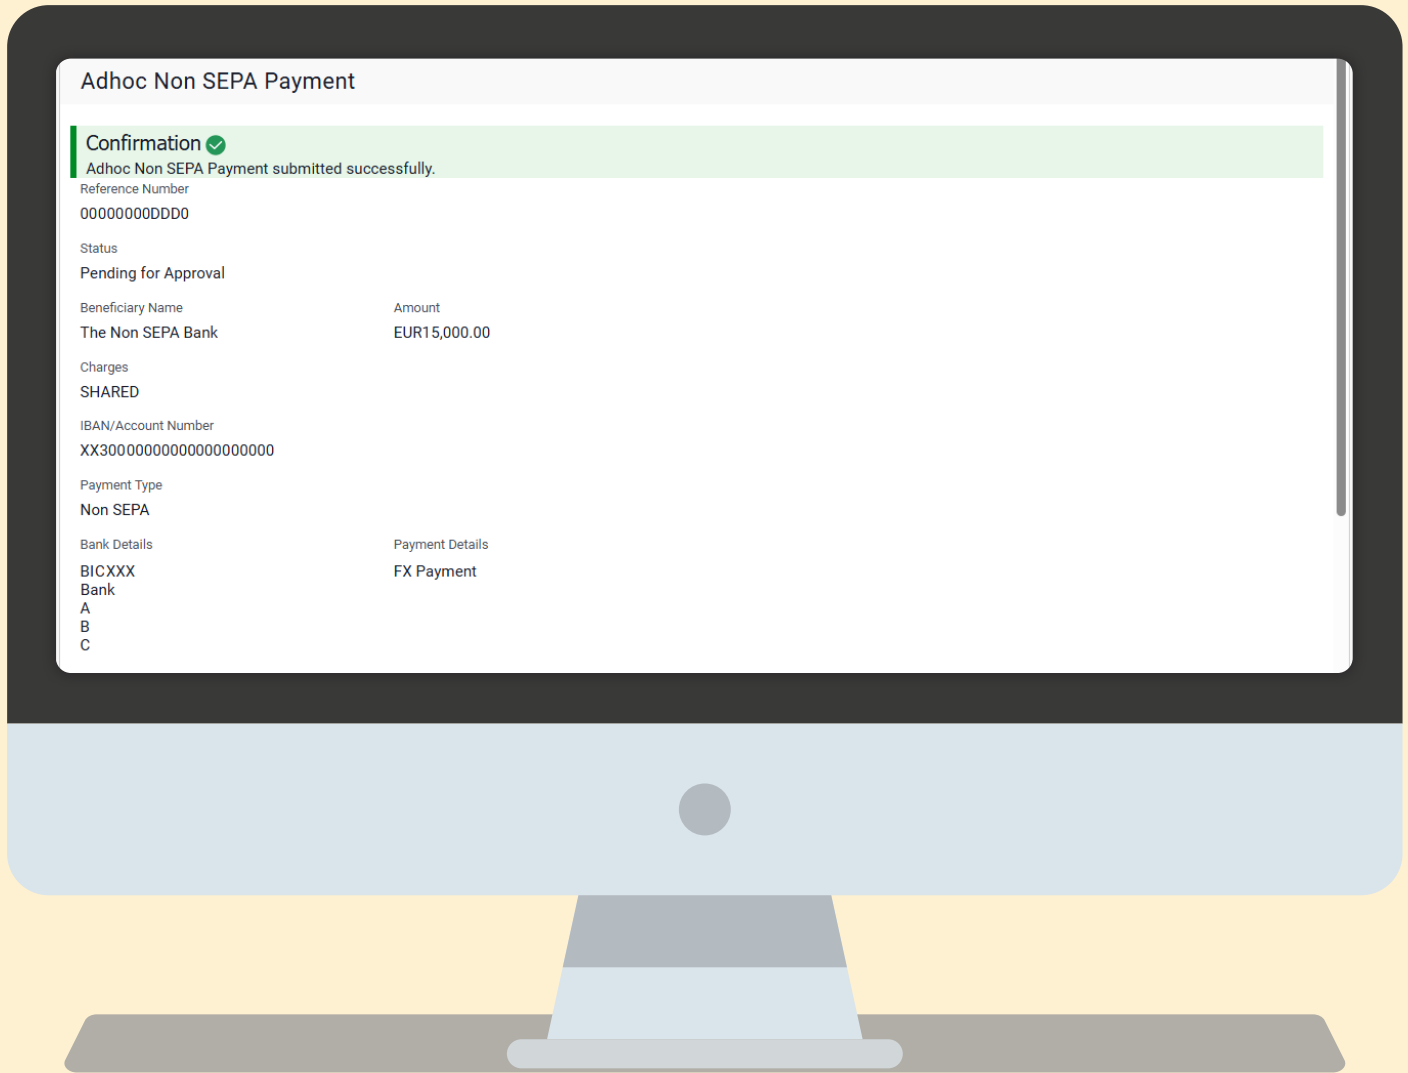 Adhoc Non SEPA Payment
Confirmation
Adhoc Non SEPA Payment submitted successfully.
Reference Number
00000000DDD0
Status
Pending for Approval
Beneficiary Name Amount
The Non SEPA Bank EUR15,000.00
Charges
SHARED
IBAN/Account Number
XX30000000000000000000
Payment Type
Non SEPA
Bank Details Payment Details
BICXXX FX Payment
Bank
A
B
C